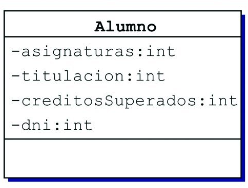 Alumno
-asignaturas:int
-titulacion:int
-creditosSuperados:int
-dni:int